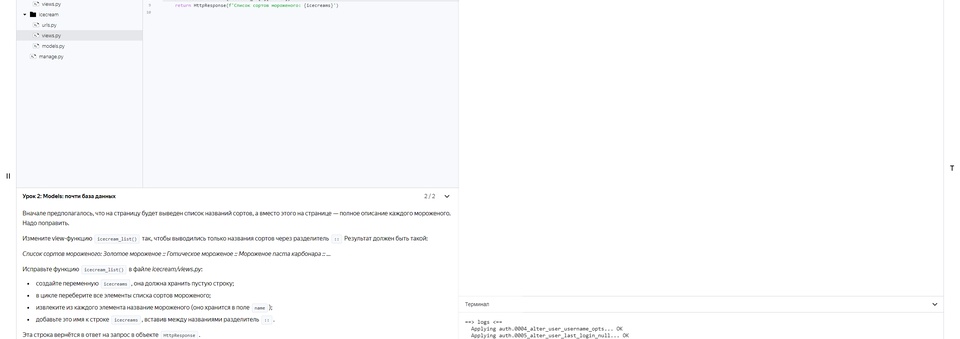 views.py
icecream
urls.py
views.py
models.py
manage.py
9 return HttpResponse(f'Список сортов мороженого: {icecreams}')
10
Урок 2: Models: почти база данных
2 / 2
Вначале предполагалось, что на страницу будет выведен список названий сортов, а вместо этого на странице — полное описание каждого мороженого.
Надо поправить.
Измените view-функцию icecream_list() так, чтобы выводились только названия сортов через разделитель :: Результат должен быть такой:
Список сортов мороженого: Золотое мороженое :: Готическое мороженое :: Мороженое паста карбонара :: ...
Исправьте функцию icecream_list() в файле icecream/views.py:
• создайте переменную icecreams , она должна хранить пустую строку;
• в цикле переберите все элементы списка сортов мороженого;
• извлеките из каждого элемента название мороженого (оно хранится в поле name );
• добавьте это имя к строке icecreams , вставив между названиями разделитель :: .
Эта строка вернётся в ответ на запрос в объекте HttpResponse .
Терминал
==> logs <==
Applying auth.0004_alter_user_username_opts... OK
Applying auth.0005_alter_user_last_login_null... OK
T